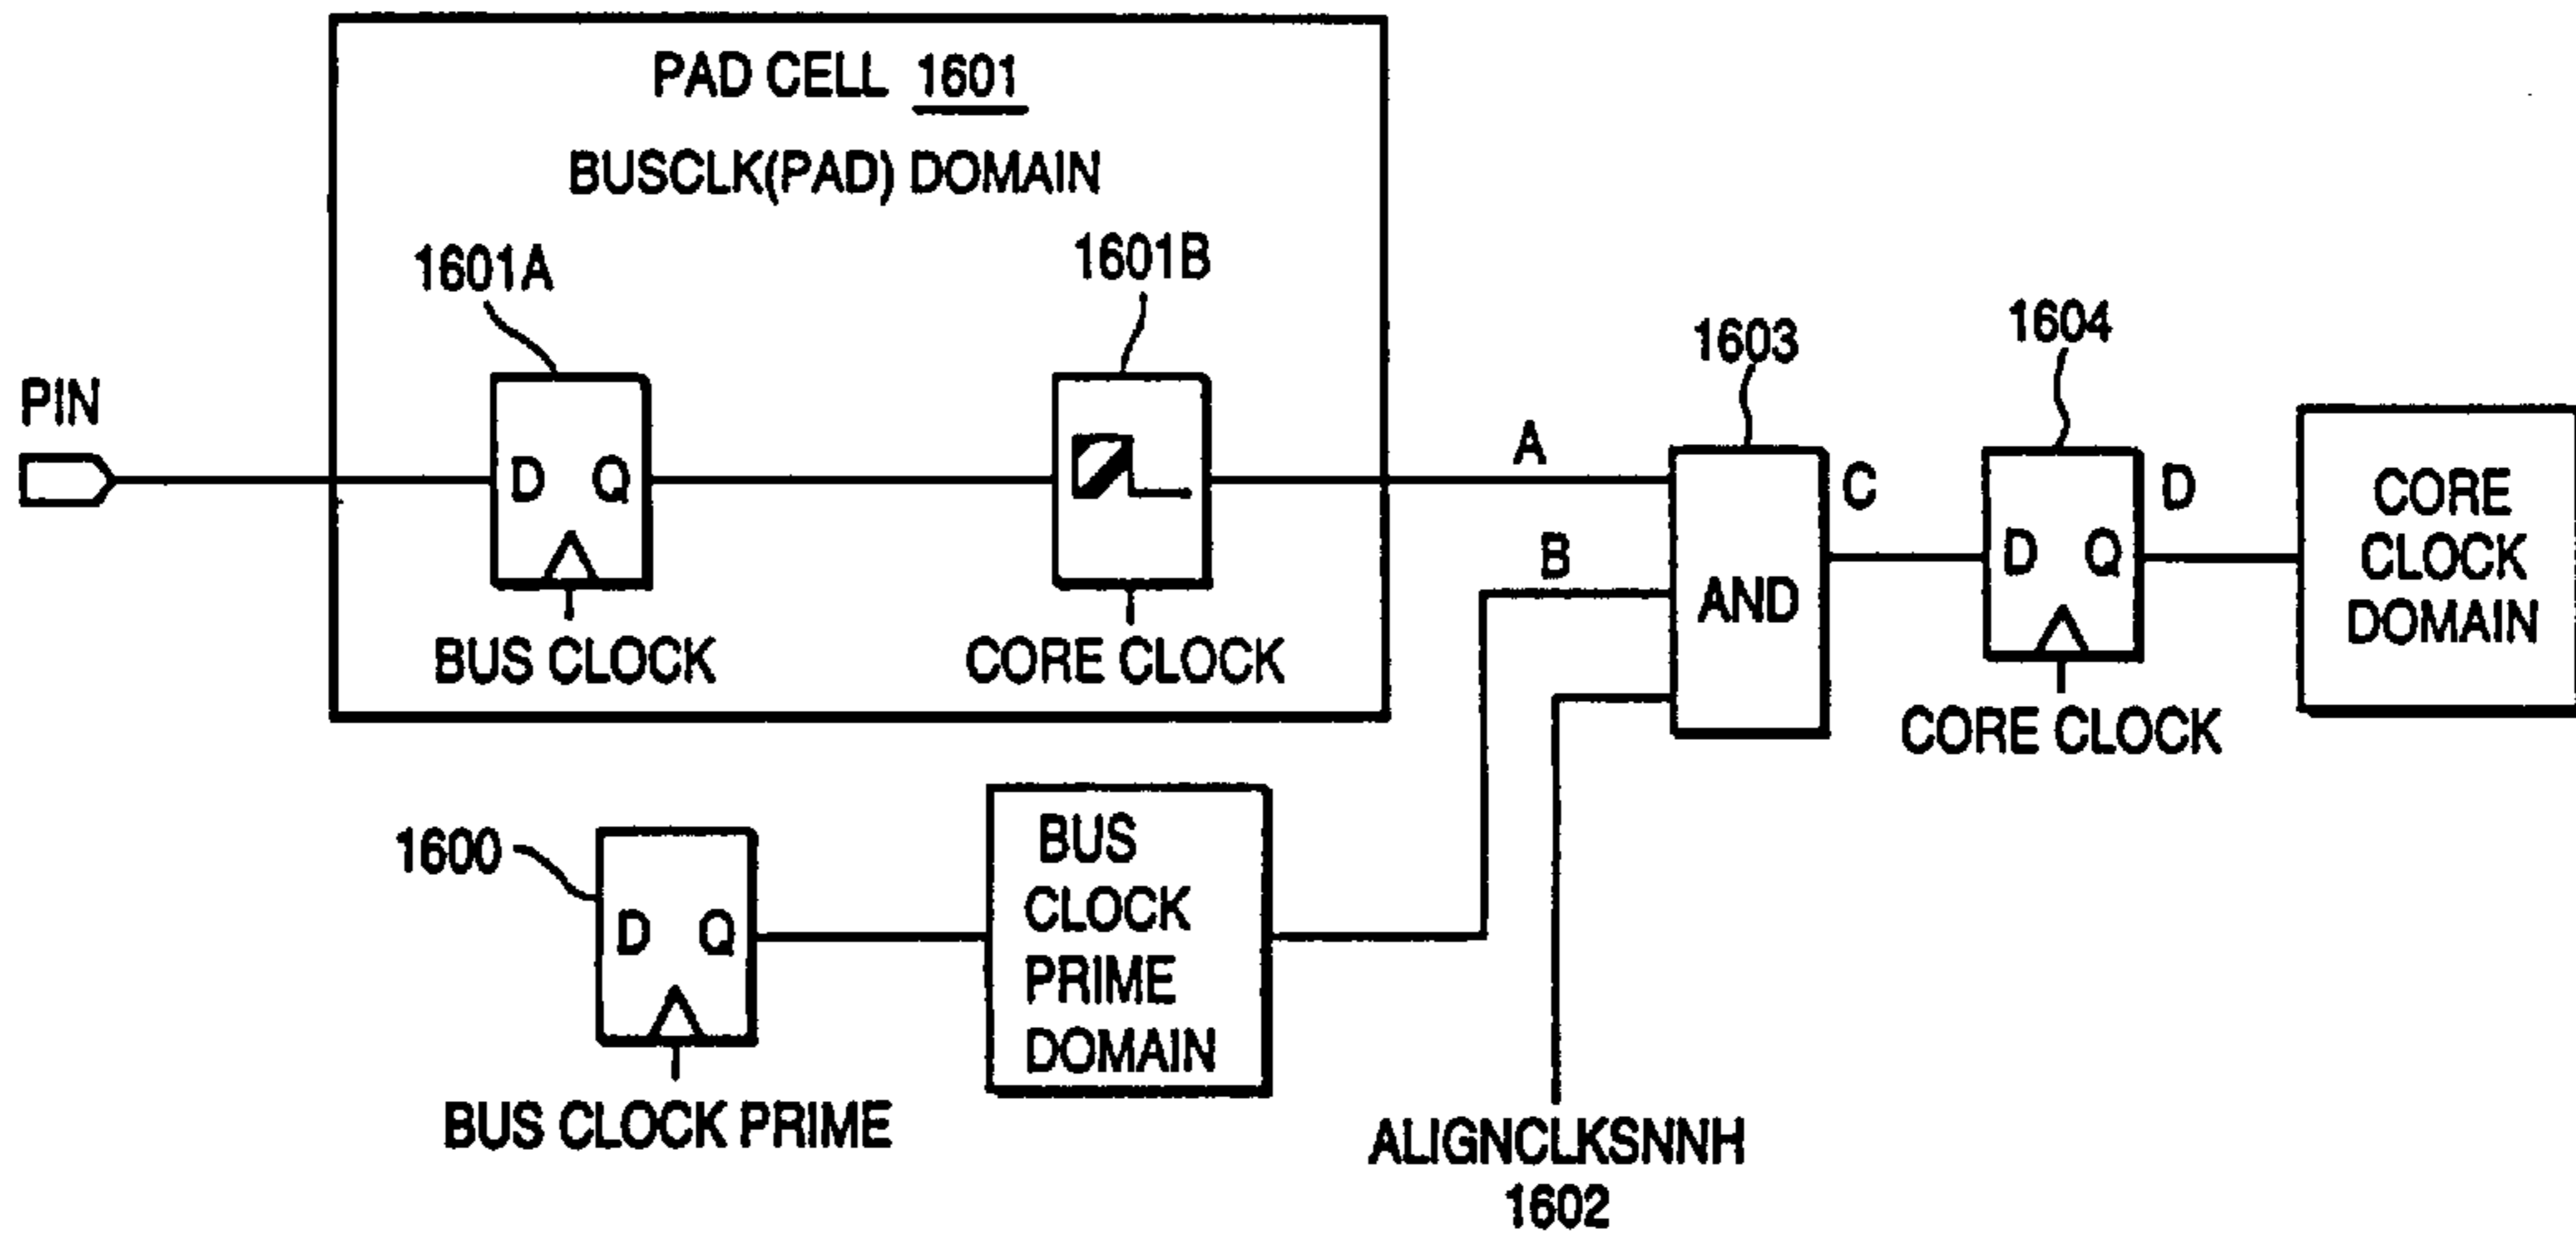 PAD CELL 1601
BUSCLK(PAD) DOMAIN
1601A
1601B
PIN
D Q
BUS CLOCK
CORE CLOCK
A
B
1603
AND
C
1604
D Q
CORE CLOCK
D
CORE
CLOCK
DOMAIN
1600
D Q
BUS CLOCK PRIME
BUS
CLOCK
PRIME
DOMAIN
ALIGNCLKSNNH
1602